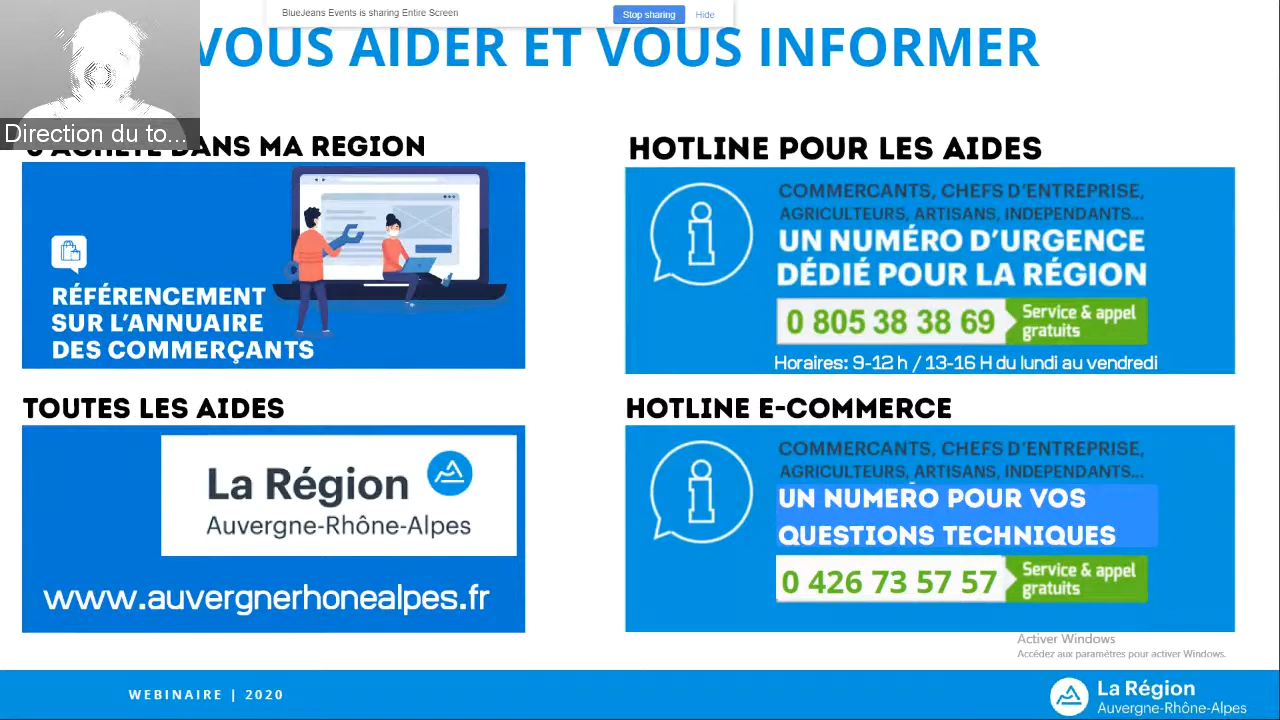 BlueJeans Events is sharing Entire Screen
Stop sharing
Hide
VOUS AIDER ET VOUS INFORMER
Direction du to...
J'ACHÈTE DANS MA REGION
RÉFÉRENCEMENT
SUR L'ANNUAIRE
DES COMMERÇANTS
HOTLINE POUR LES AIDES
COMMERCANTS, CHEFS D'ENTREPRISE,
AGRICULTEURS, ARTISANS, INDEPENDANTS...
UN NUMÉRO D'URGENCE
DÉDIÉ POUR LA RÉGION
0 805 38 38 69
Service & appel
gratuits
Horaires: 9-12 h / 13-16 H du lundi au vendredi
TOUTES LES AIDES
La Région
Auvergne-Rhône-Alpes
www.auvergnerhonealpes.fr
HOTLINE E-COMMERCE
COMMERCANTS, CHEFS D'ENTREPRISE,
AGRICULTEURS, ARTISANS, INDEPENDANTS...
UN NUMERO POUR VOS
QUESTIONS TECHNIQUES
0 426 73 57 57
Service & appel
gratuits
Activer Windows
Accédez aux paramètres pour activer Windows.
WEBINAIRE | 2020
La Région
Auvergne-Rhône-Alpes